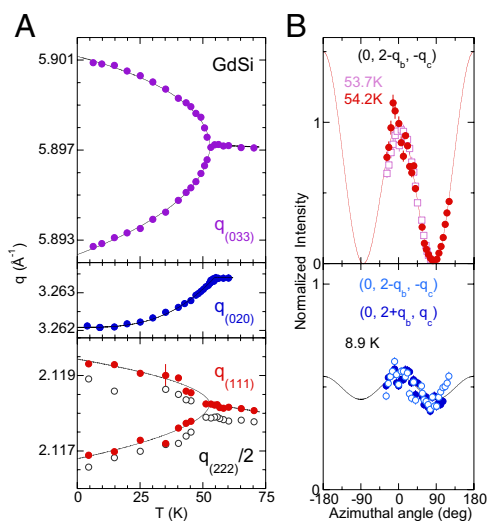 A
B
GdSi
5.901
5.897
5.893
q (Å⁻¹)
q(033)
3.263
3.262
q(020)
2.119
2.117
q(111)
q(222)/2
0 25 50 75
T (K)
(0, 2-qb, -qc)
53.7K
54.2K
1
0
Normalized Intensity
(0, 2-qb, -qc)
(0, 2+qb, qc)
8.9 K
1
0
-180 -90 0 90 180
Azimuthal angle (deg)